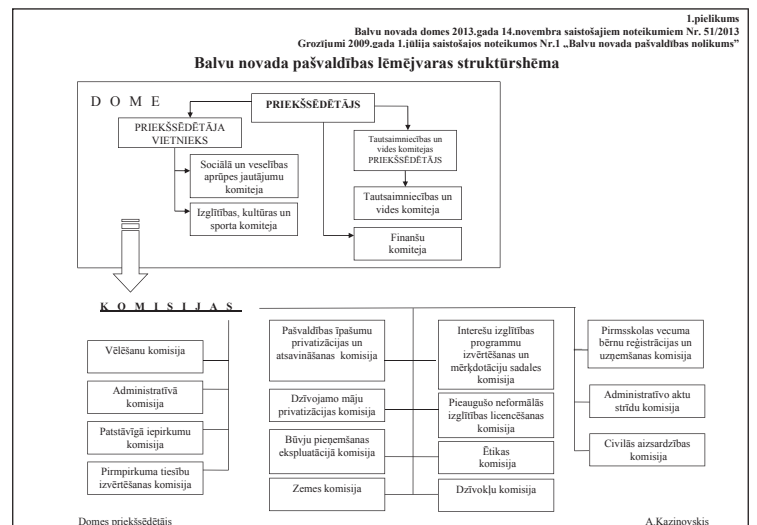 1.pielikums
Balvu novada domes 2013.gada 14.novembra saistošajiem noteikumiem Nr. 51/2013
Grozījumi 2009.gada 1.jūlija saistošajos noteikumos Nr.1 „Balvu novada pašvaldības nolikums”
Balvu novada pašvaldības lēmējvaras struktūrshēma
D O M E
PRIEKŠSĒDĒTĀJS
PRIEKŠSĒDĒTĀJA
VIETNIEKS
Tautsaimniecības un
vides komitejas
PRIEKŠSĒDĒTĀJS
Sociālā un veselības
aprūpes jautājumu
komiteja
Tautsaimniecības un
vides komiteja
Izglītības, kultūras un
sporta komiteja
Finanšu
komiteja
K O M I S I J A S
Vēlēšanu komisija
Administratīvā
komisija
Patstāvīgā iepirkumu
komisija
Pirmpirkuma tiesību
izvērtēšanas komisija
Pašvaldības īpašumu
privatizācijas un
atsavināšanas komisija
Dzīvojamo māju
privatizācijas komisija
Būvju pieņemšanas
ekspluatācijā komisija
Zemes komisija
Interešu izglītības
programmu
izvērtēšanas un
mērķdotāciju sadales
komisija
Pieaugušo neformālās
izglītības licencēšanas
komisija
Ētikas
komisija
Dzīvokļu komisija
Pirmsskolas vecuma
bērnu reģistrācijas un
uzņemšanas komisija
Administratīvo aktu
strīdu komisija
Civilās aizsardzības
komisija
Domes priekšsēdētājs
A.Kazinovskis